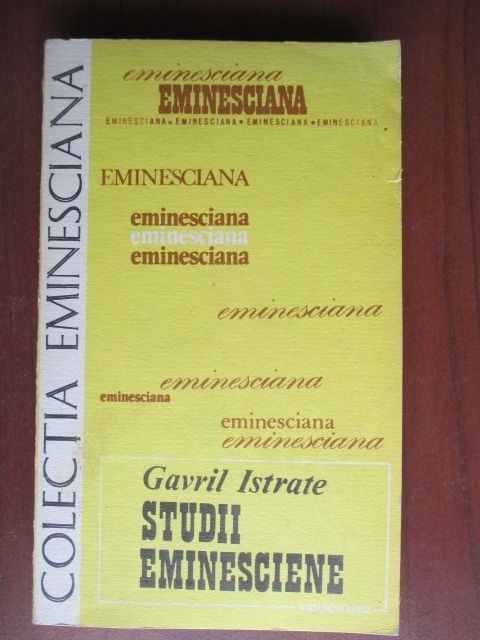 COLECȚIA EMINESCIANA
eminesciana
EMINESCIANA
EMINESCIANA • EMINESCIANA • EMINESCIANA • EMINESCIANA
EMINESCIANA
eminesciana
eminesciana
eminesciana
eminesciana
eminesciana
eminesciana
eminesciana
eminesciana
Gavril Istrate
STUDII
EMINESCIENE
eminesciana